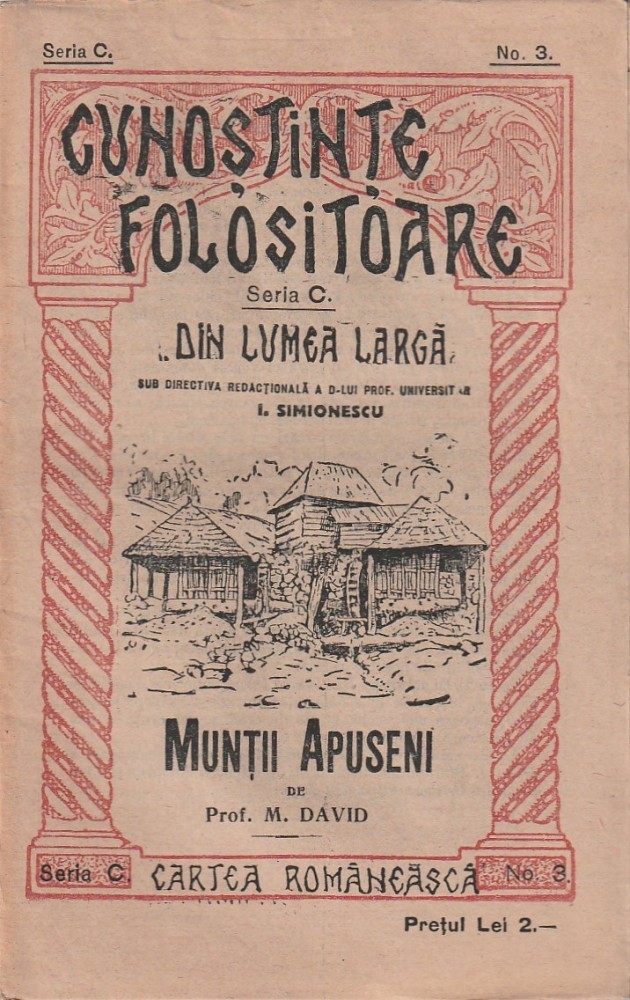 Seria C.
No. 3.
CUNOȘTINȚE
FOLOSITOARE
Seria C.
„DIN LUMEA LARGĂ"
SUB DIRECTIVA REDACȚIONALĂ A D-LUI PROF. UNIVERSITAR
I. SIMIONESCU
MUNȚII APUSENI
DE
Prof. M. DAVID
Seria C. CARTEA ROMÂNEASCĂ No. 3.
Prețul Lei 2.—